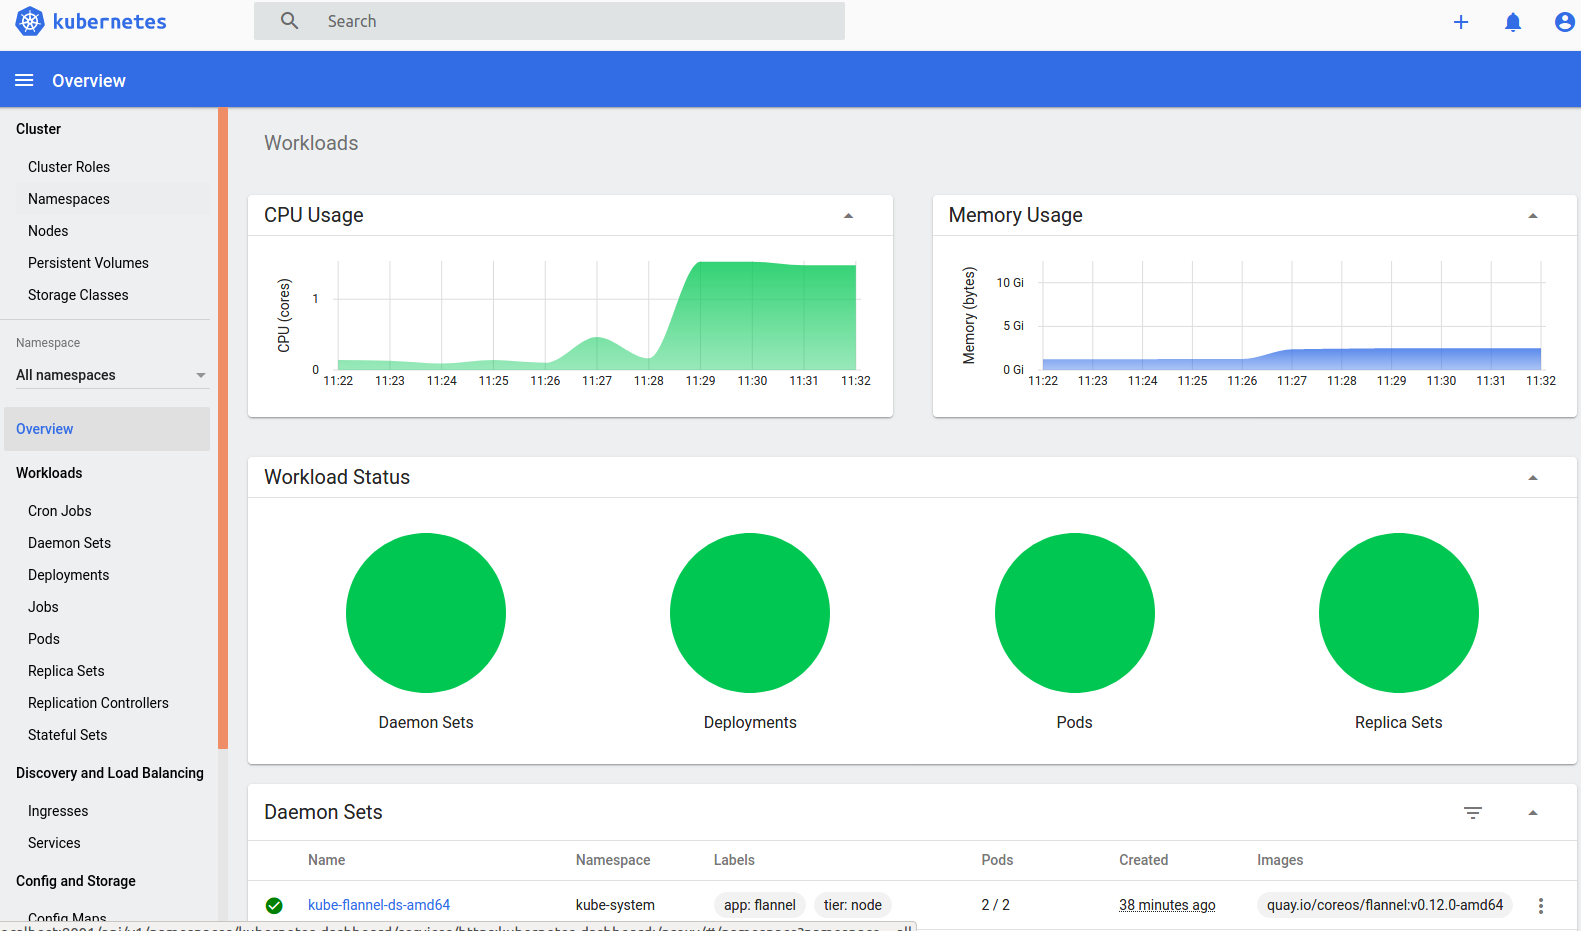 kubernetes
Search
Overview
Cluster
Cluster Roles
Namespaces
Nodes
Persistent Volumes
Storage Classes
Namespace
All namespaces
Overview
Workloads
Cron Jobs
Daemon Sets
Deployments
Jobs
Pods
Replica Sets
Replication Controllers
Stateful Sets
Discovery and Load Balancing
Ingresses
Services
Config and Storage
Config Maps
Workloads
CPU Usage
CPU (cores)
1
0
11:22 11:23 11:24 11:25 11:26 11:27 11:28 11:29 11:30 11:31 11:32
Memory Usage
Memory (bytes)
10 Gi
5 Gi
0 Gi
11:22 11:23 11:24 11:25 11:26 11:27 11:28 11:29 11:30 11:31 11:32
Workload Status
Daemon Sets Deployments Pods Replica Sets
Daemon Sets
Name Namespace Labels Pods Created Images
kube-flannel-ds-amd64 kube-system app: flannel tier: node 2 / 2 38 minutes ago quay.io/coreos/flannel:v0.12.0-amd64